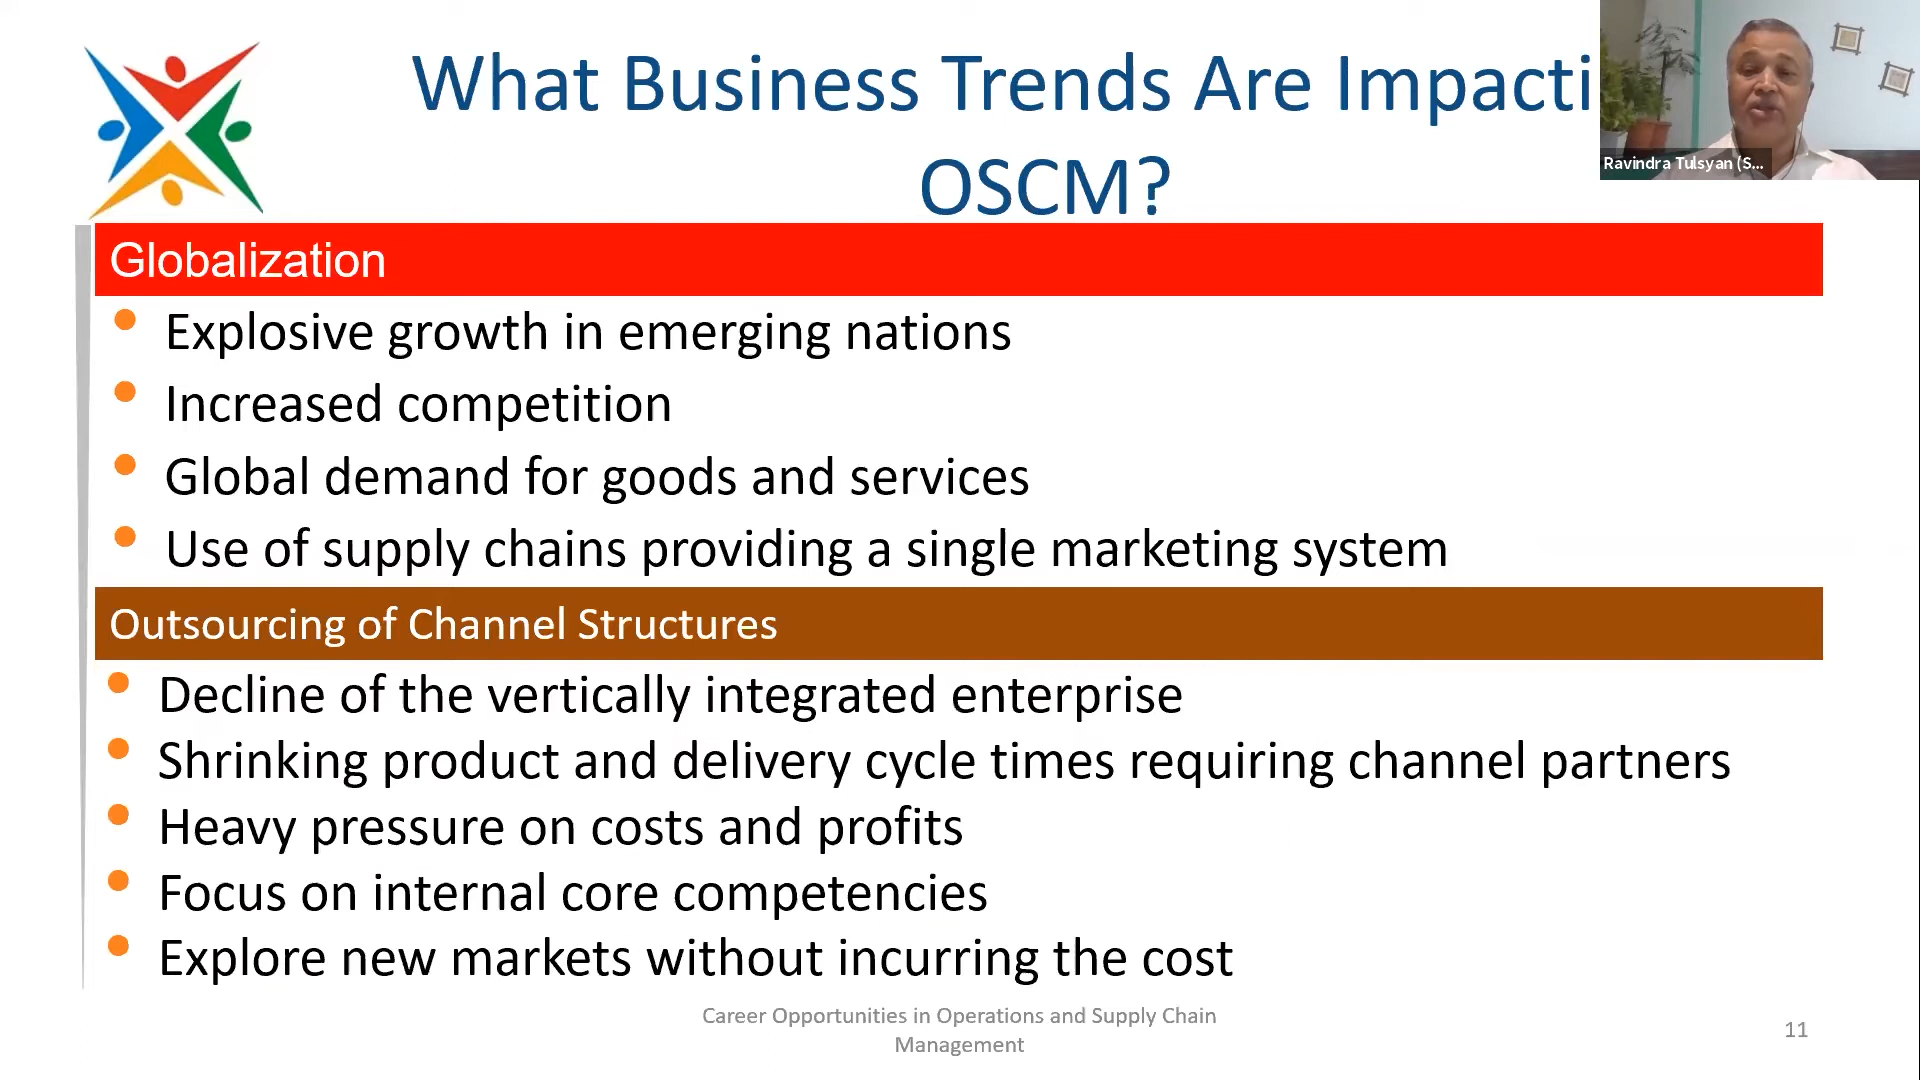 What Business Trends Are Impacti
OSCM?
Ravindra Tulsyan (S...
Globalization
Explosive growth in emerging nations
Increased competition
Global demand for goods and services
Use of supply chains providing a single marketing system
Outsourcing of Channel Structures
Decline of the vertically integrated enterprise
Shrinking product and delivery cycle times requiring channel partners
Heavy pressure on costs and profits
Focus on internal core competencies
Explore new markets without incurring the cost
Career Opportunities in Operations and Supply Chain
Management
11